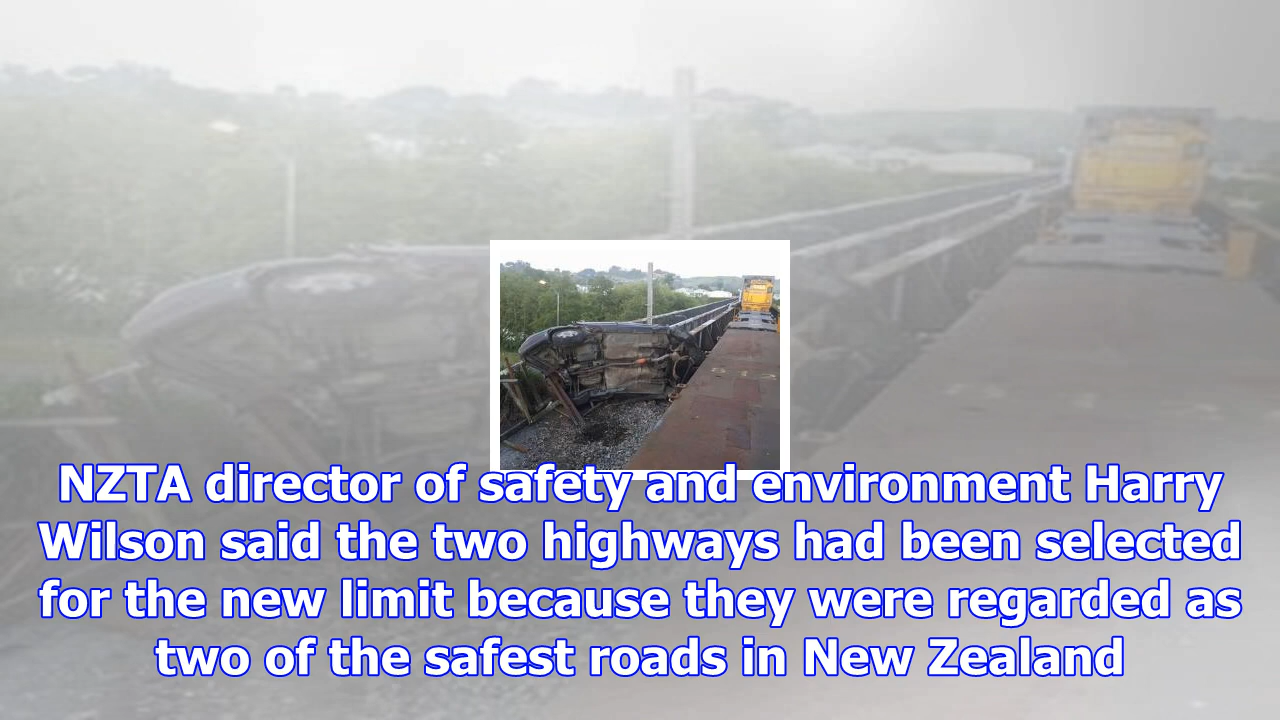 NZTA director of safety and environment Harry
Wilson said the two highways had been selected
for the new limit because they were regarded as
two of the safest roads in New Zealand